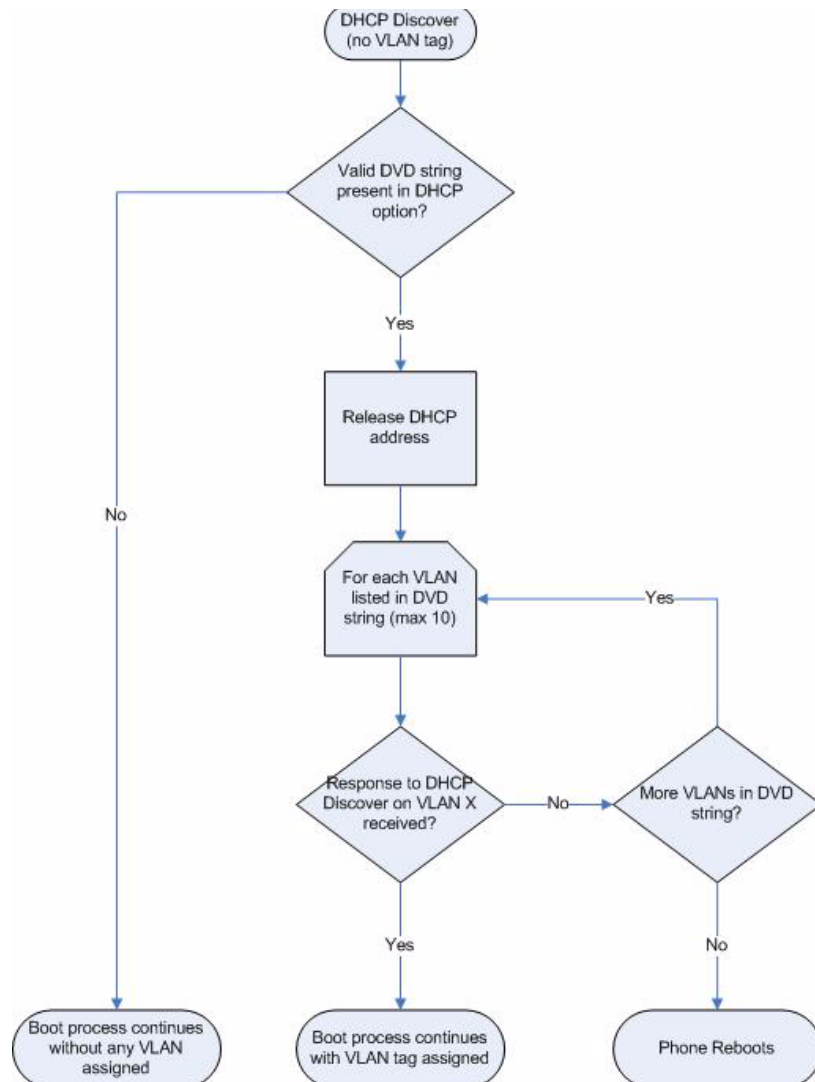 DHCP Discover
(no VLAN tag)
Valid DVD string
present in DHCP
option?
Yes
Release DHCP
address
No
For each VLAN
listed in DVD
string (max 10)
Yes
Response to DHCP
Discover on VLAN X
received?
No
More VLANs in DVD
string?
Yes
No
Boot process continues
without any VLAN
assigned
Boot process continues
with VLAN tag assigned
Phone Reboots